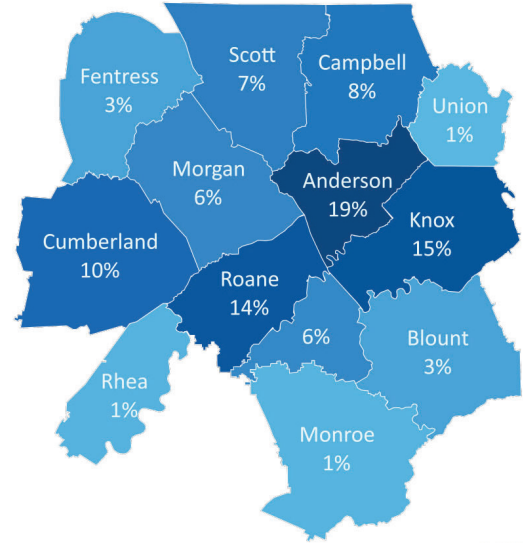 Scott
7%
Campbell
8%
Fentress
3%
Union
1%
Morgan
6%
Anderson
19%
Knox
15%
Cumberland
10%
Roane
14%
6%
Blount
3%
Rhea
1%
Monroe
1%